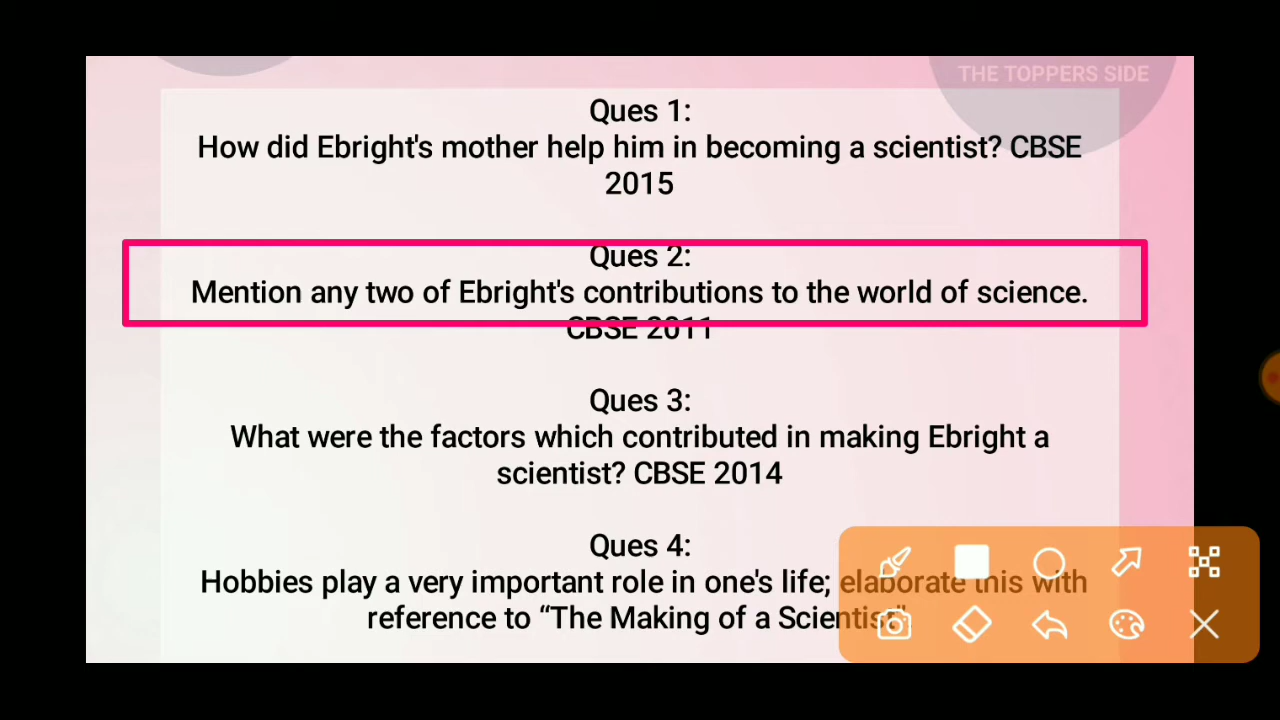 THE TOPPERS SIDE
Ques 1:
How did Ebright's mother help him in becoming a scientist? CBSE
2015
Ques 2:
Mention any two of Ebright's contributions to the world of science.
CBSE 2011
Ques 3:
What were the factors which contributed in making Ebright a
scientist? CBSE 2014
Ques 4:
Hobbies play a very important role in one's life; elaborate this with
reference to “The Making of a Scientist".